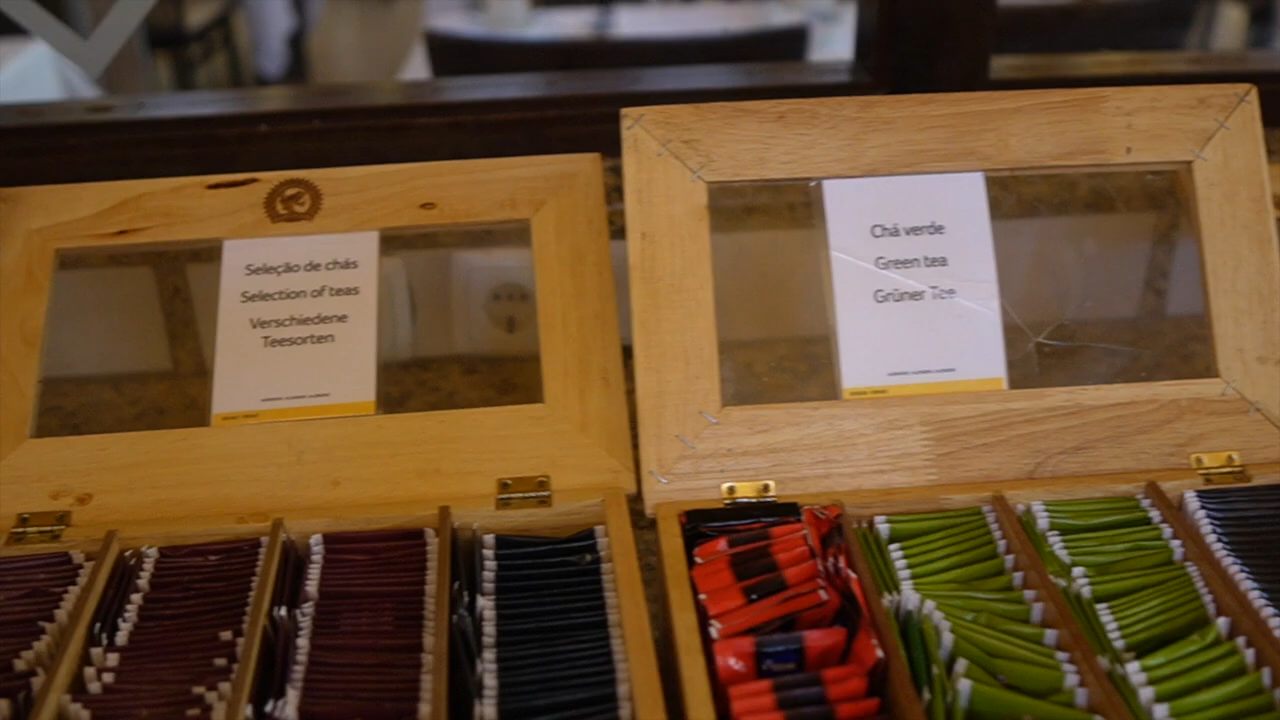 Seleção de chás
Selection of teas
Verschiedene
Teesorten
Chá verde
Green tea
Grüner Tee